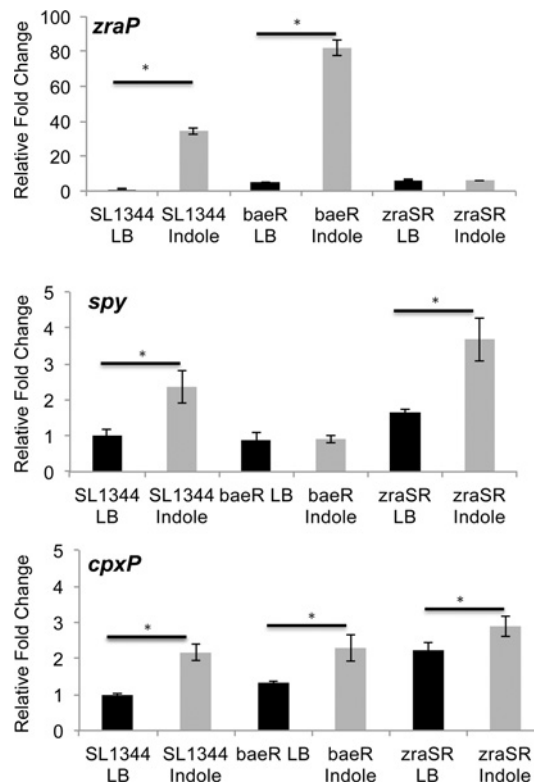 zraP
Relative Fold Change
100
80
60
40
20
0
*
*
SL1344 LB
SL1344 Indole
baeR LB
baeR Indole
zraSR LB
zraSR Indole
spy
Relative Fold Change
5
4
3
2
1
0
*
*
SL1344 LB
SL1344 Indole
baeR LB
baeR Indole
zraSR LB
zraSR Indole
cpxP
Relative Fold Change
5
4
3
2
1
0
*
*
*
SL1344 LB
SL1344 Indole
baeR LB
baeR Indole
zraSR LB
zraSR Indole